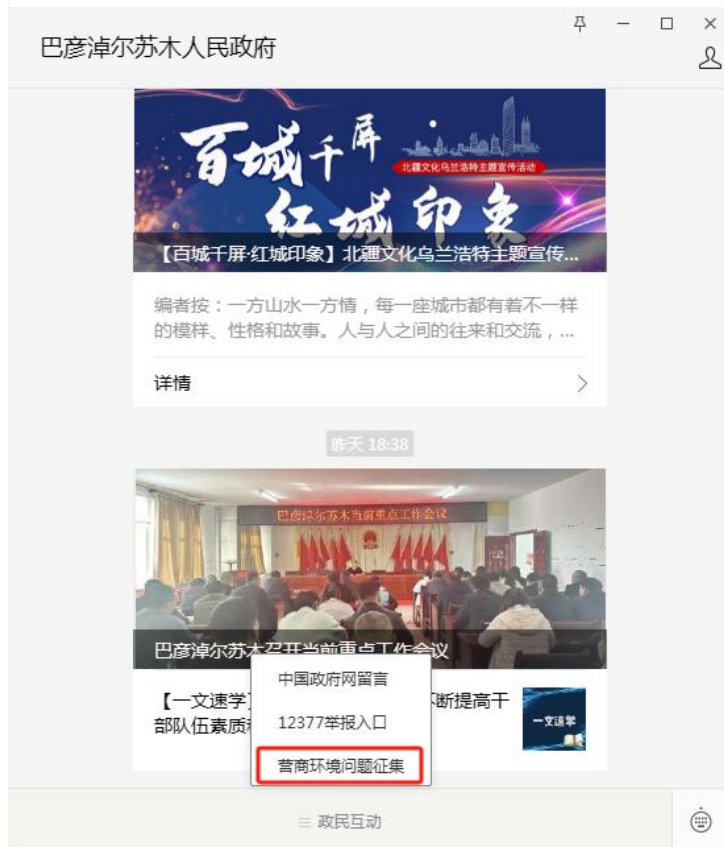 巴彦淖尔苏木人民政府
百城千屏
北疆文化乌兰浩特主题宣传活动
红城印象
【百城千屏·红城印象】北疆文化乌兰浩特主题宣传...
编者按：一方山水一方情，每一座城市都有着不一样
的模样、性格和故事。人与人之间的往来和交流，...
详情
昨天 18:38
巴彦淖尔苏木当前重点工作会议
巴彦淖尔苏木召开当前重点工作会议
中国政府网留言
【一文速学】
不断提高干
部队伍素质
一文速学
12377举报入口
营商环境问题征集
政民互动